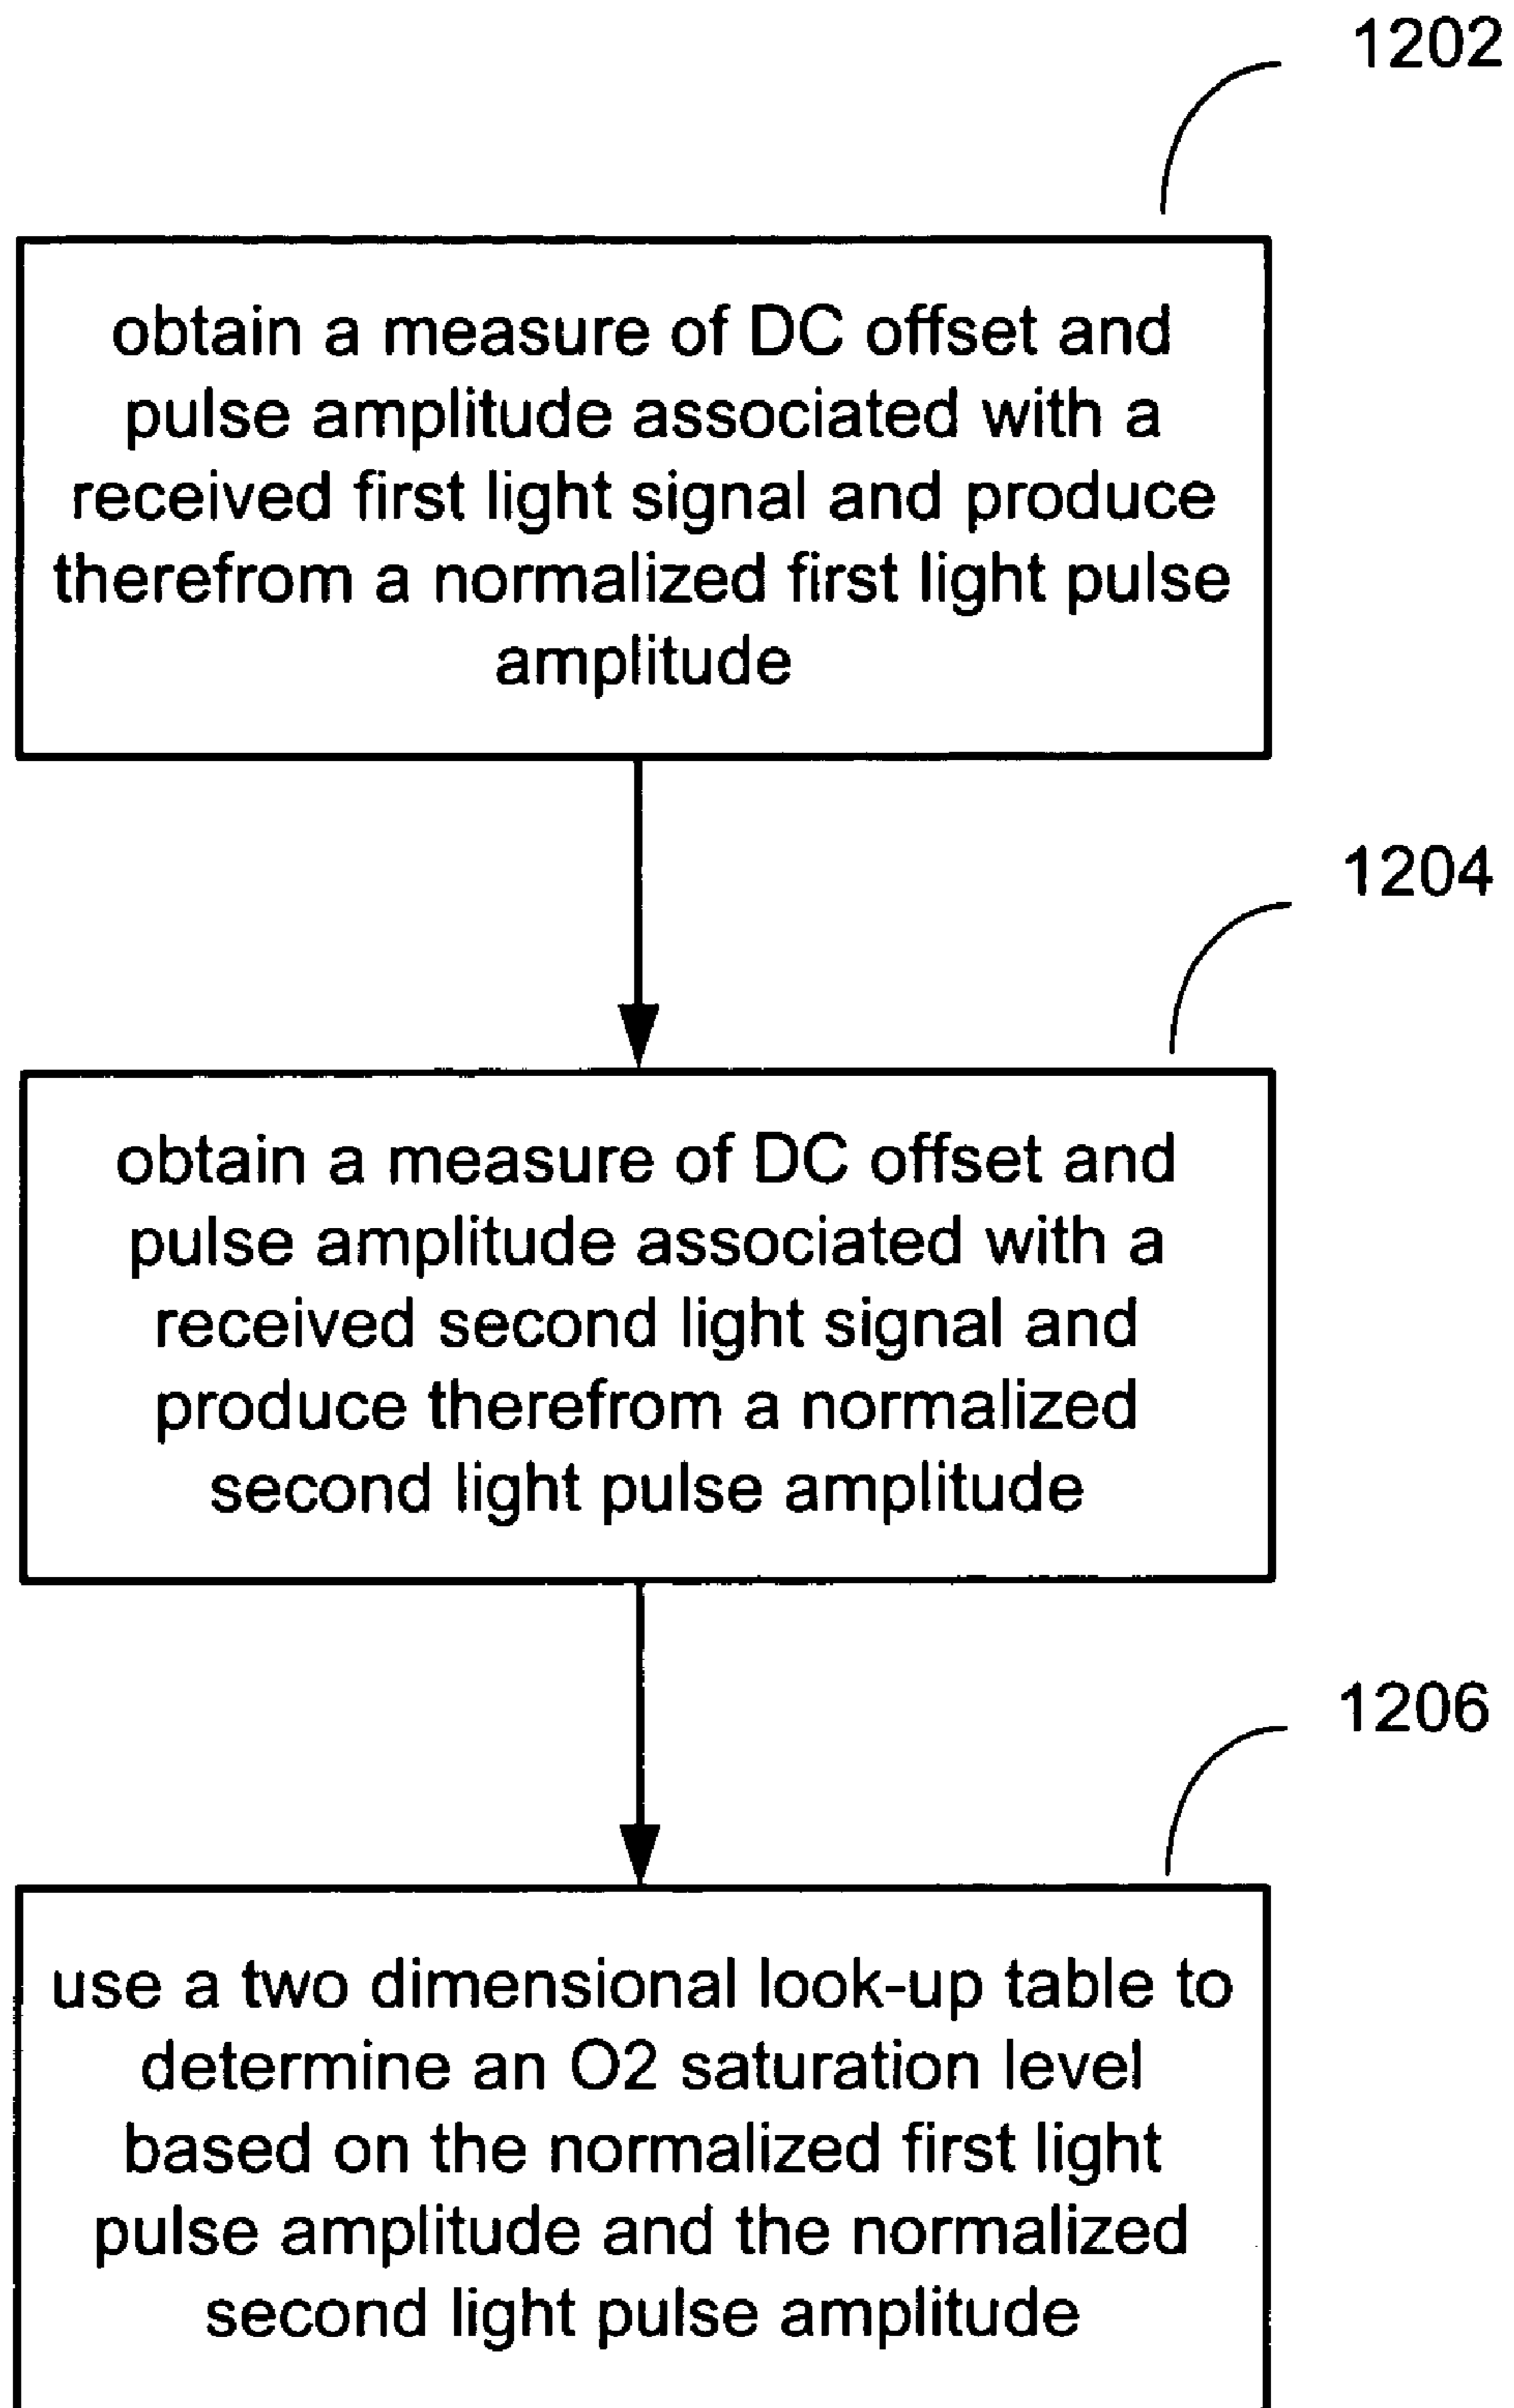 1202
obtain a measure of DC offset and
pulse amplitude associated with a
received first light signal and produce
therefrom a normalized first light pulse
amplitude
1204
obtain a measure of DC offset and
pulse amplitude associated with a
received second light signal and
produce therefrom a normalized
second light pulse amplitude
1206
use a two dimensional look-up table to
determine an O2 saturation level
based on the normalized first light
pulse amplitude and the normalized
second light pulse amplitude